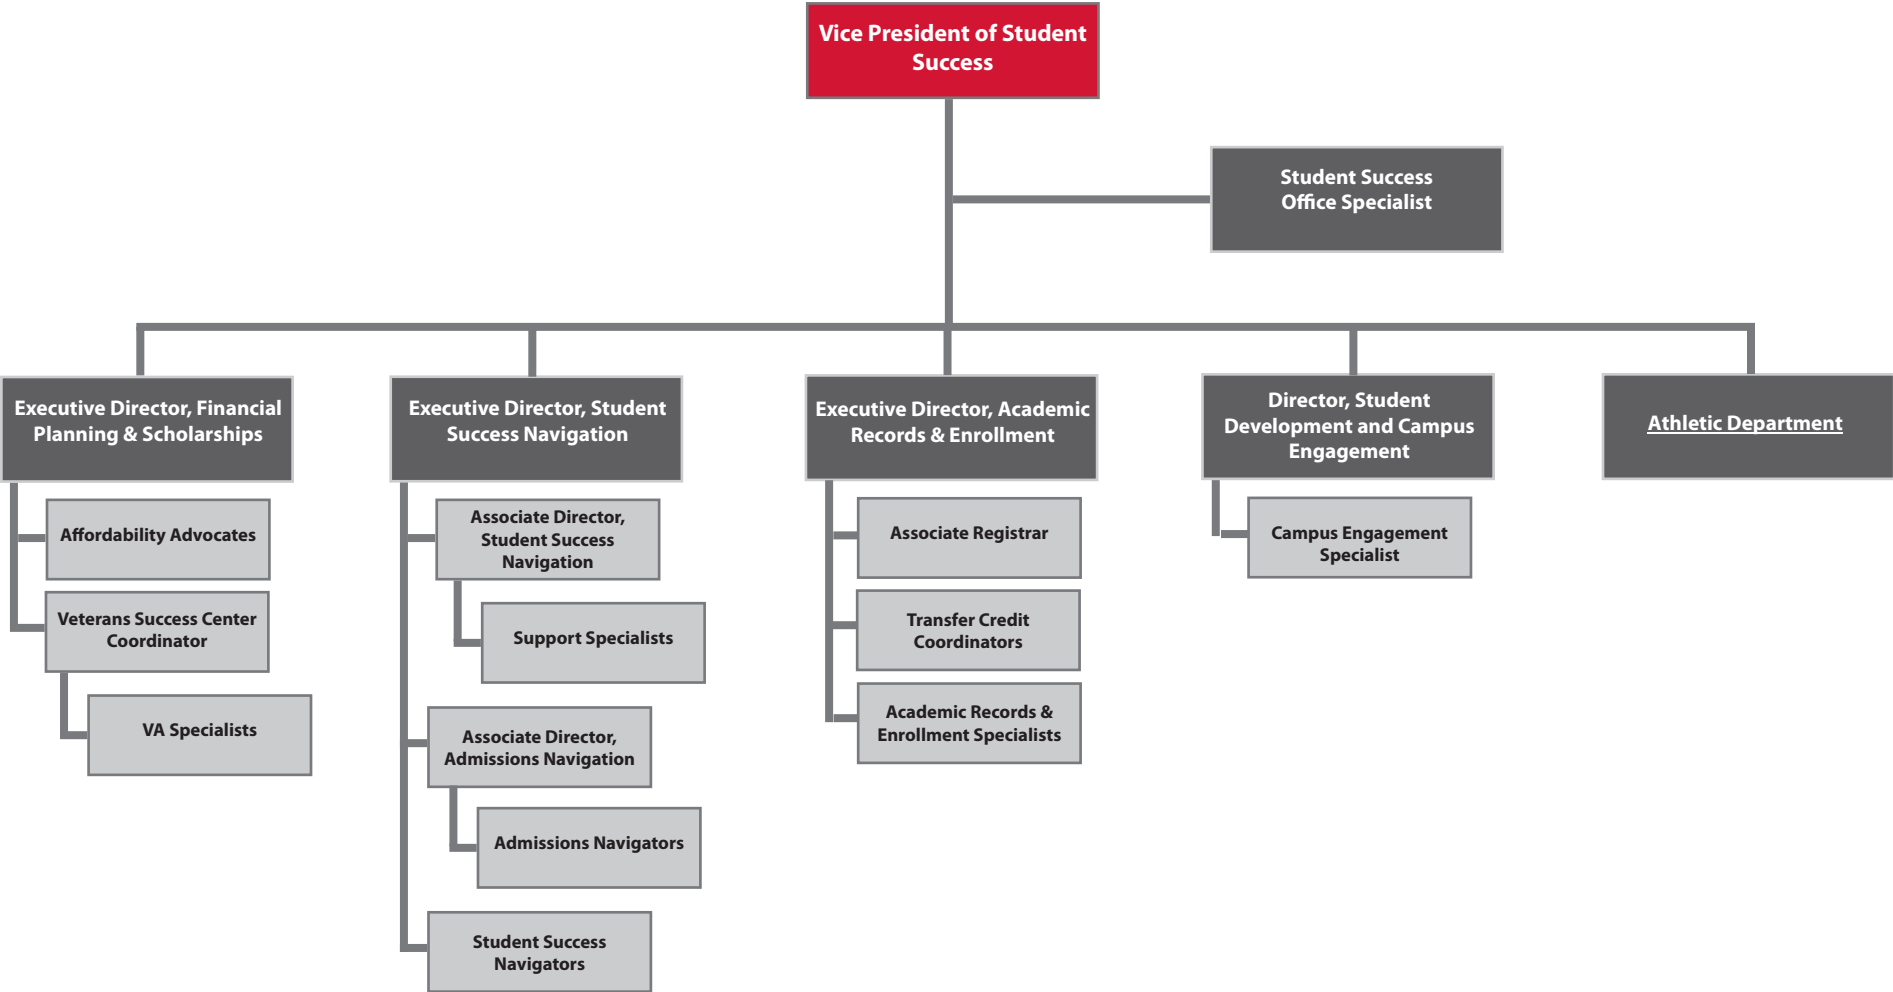 Vice President of Student
Success
Student Success
Office Specialist
Executive Director, Financial
Planning & Scholarships
Affordability Advocates
Veterans Success Center
Coordinator
VA Specialists
Executive Director, Student
Success Navigation
Associate Director,
Student Success
Navigation
Support Specialists
Associate Director,
Admissions Navigation
Admissions Navigators
Student Success
Navigators
Executive Director, Academic
Records & Enrollment
Associate Registrar
Transfer Credit
Coordinators
Academic Records &
Enrollment Specialists
Director, Student
Development and Campus
Engagement
Campus Engagement
Specialist
Athletic Department